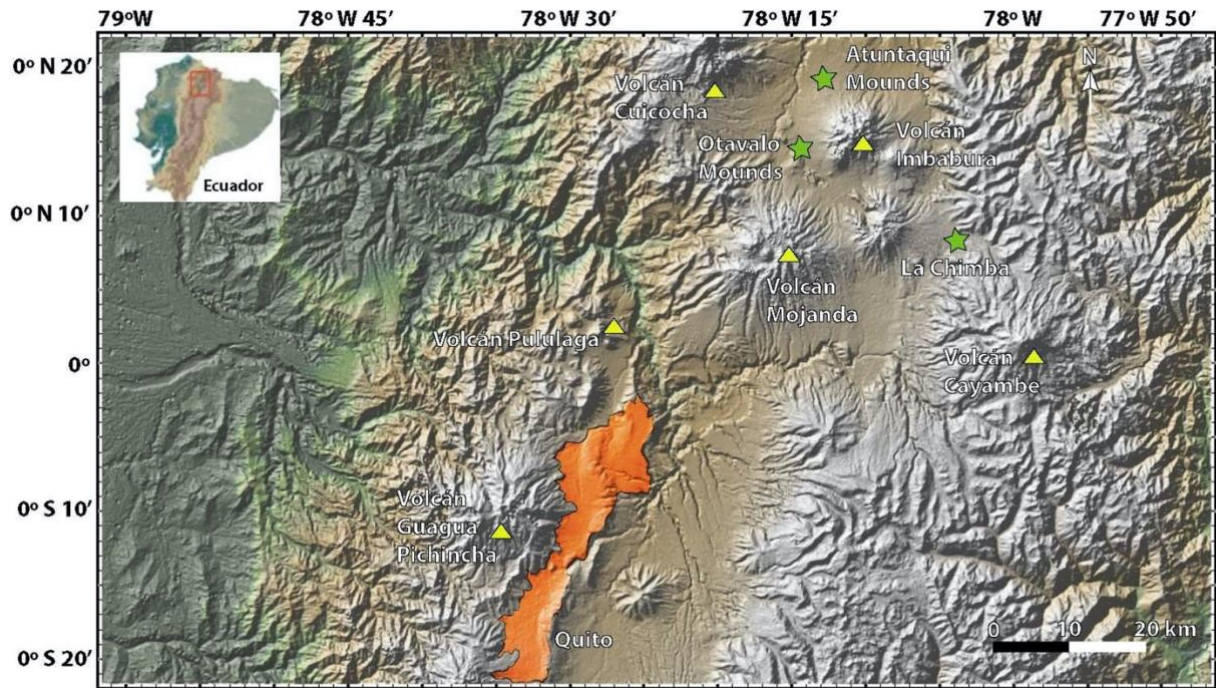 79º W
78º W 45′
78º W 30′
78º W 15′
78º W
77º W 50′
0º N 20′
0º N 10′
0º
0º S 10′
0º S 20′
Ecuador
Volcán
Cuicocha
Atuntaqui
Mounds
N
Otavalo
Mounds
Volcán
Imbabura
La Chimba
Volcán
Mojanda
Volcán Pululaga
Volcán
Cayambe
Volcán
Guagua
Pichincha
Quito
0 10 20 km